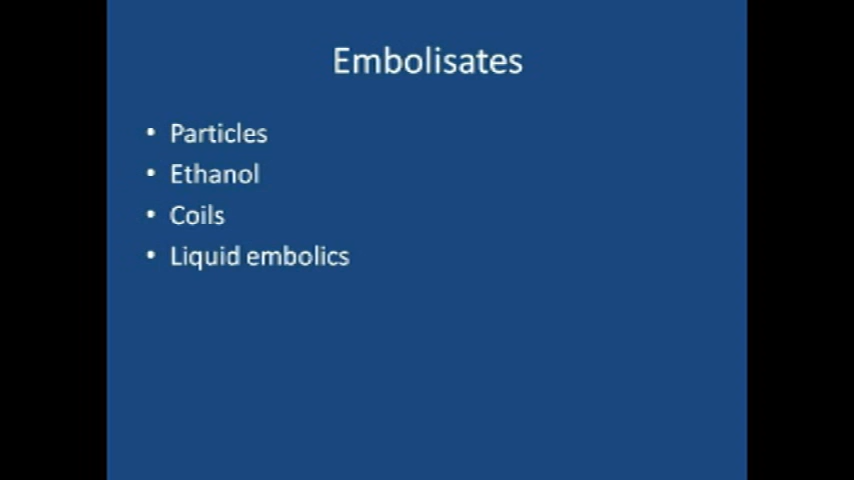 Embolisates
• Particles
• Ethanol
• Coils
• Liquid embolics